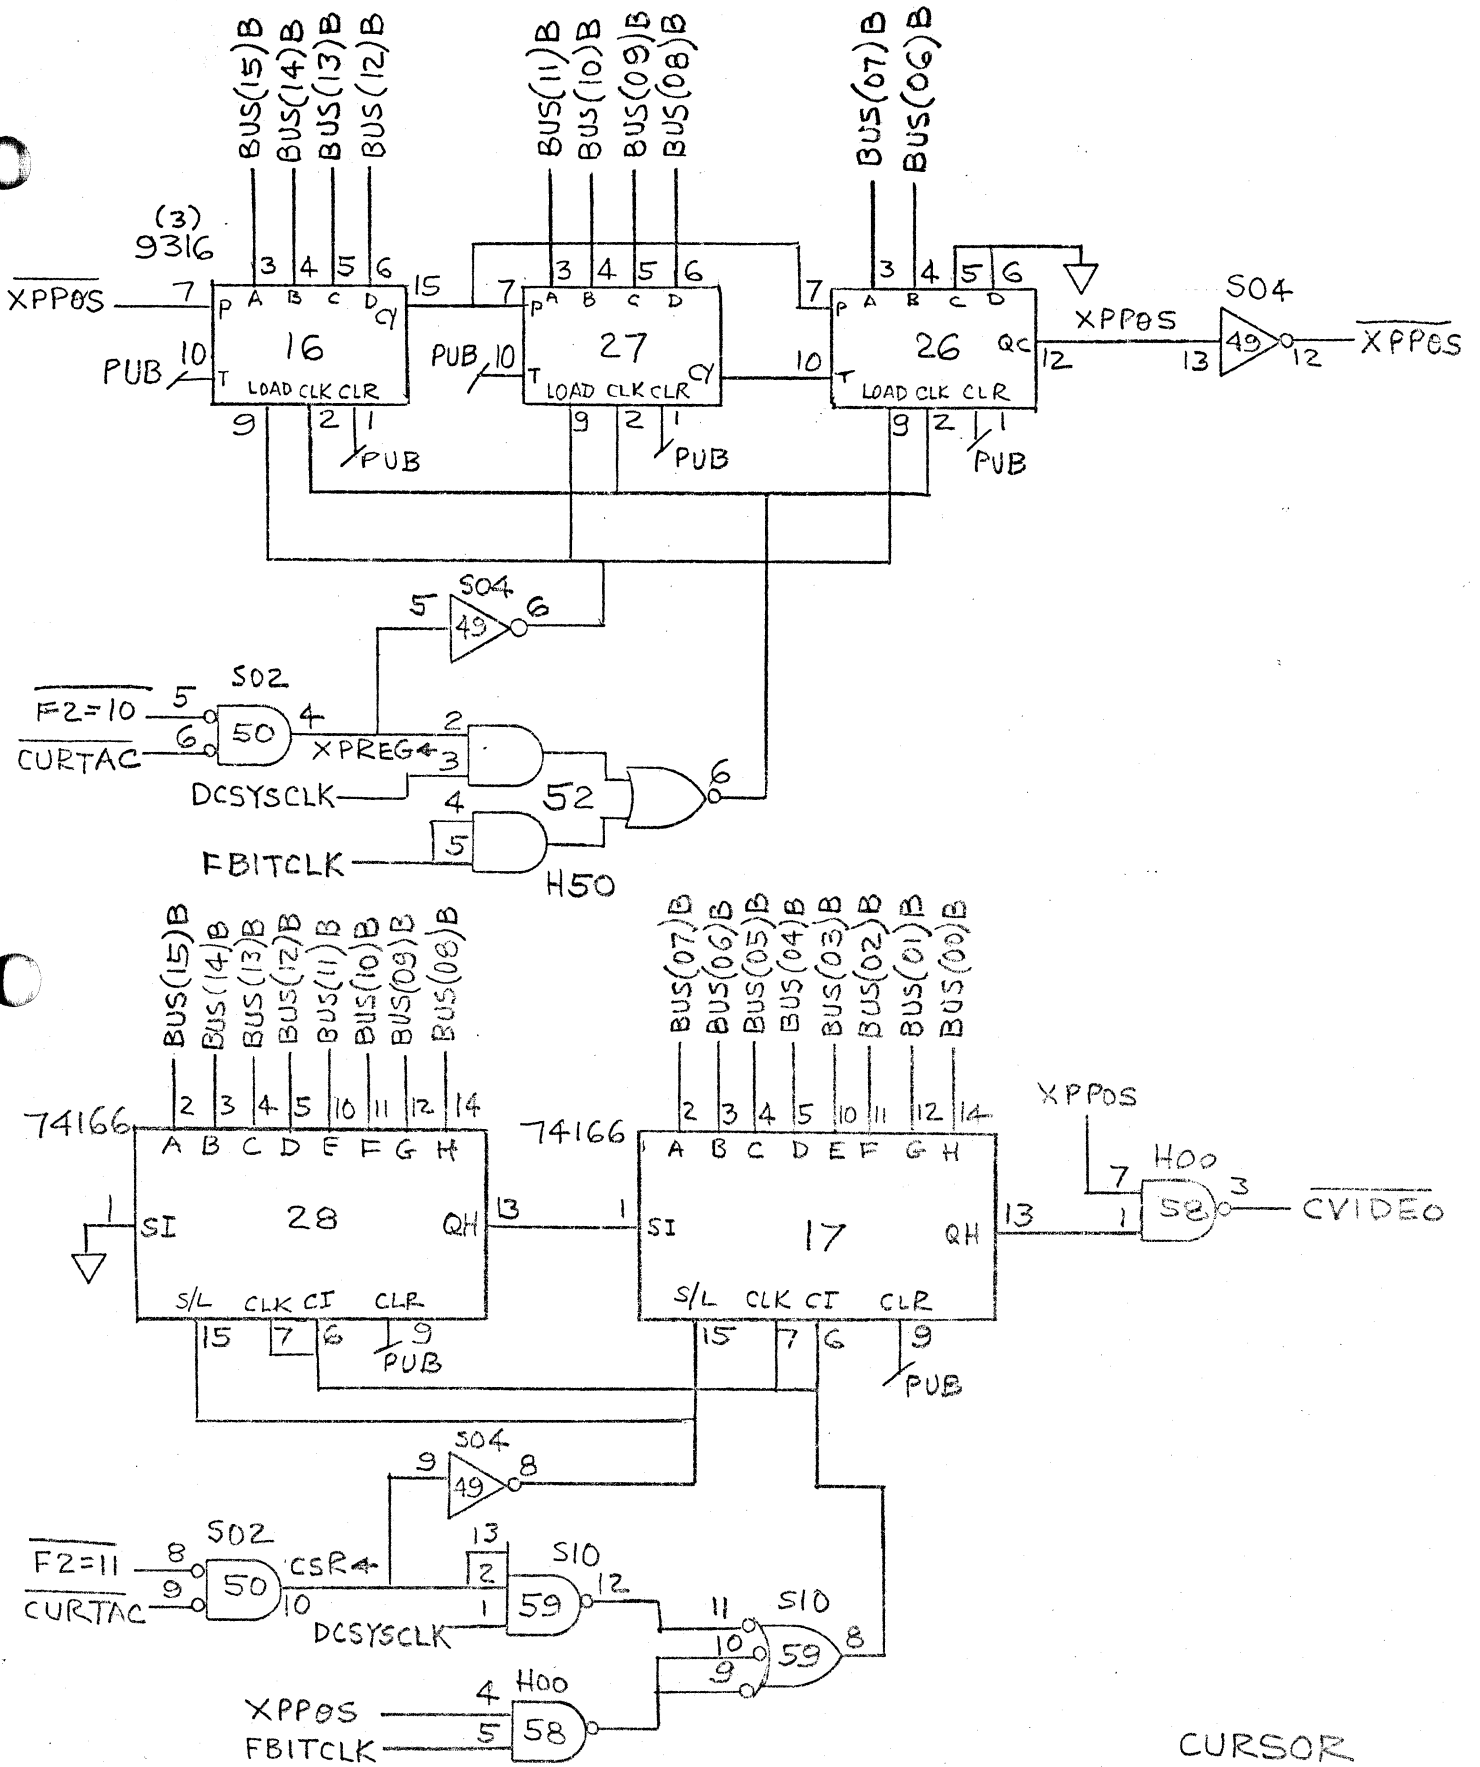 BUS(15)B BUS(14)B BUS(13)B BUS(12)B BUS(11)B BUS(10)B BUS(09)B BUS(08)B BUS(07)B BUS(06)B
(3)
9316
3 4 5 6 15 3 4 5 6 3 4 5 6 S04
XPPOS 7 P A B C D CY 7 P A B C D 7 P A B C D XPPOS
16 27 26 QC 12 13 49 12 XPPOS
PUB 10 T PUB 10 T CY 10 T
LOAD CLK CLR LOAD CLK CLR LOAD CLK CLR
9 2 1 9 2 1 9 2 1
PUB PUB PUB
S04
5 49 6
S02
F2=10 5
50 4 2
CURTAC 6 XPREG← 3
DCSYSCLK 52 6
4
5
FBITCLK H50
BUS(15)B BUS(14)B BUS(13)B BUS(12)B BUS(11)B BUS(10)B BUS(09)B BUS(08)B BUS(07)B BUS(06)B BUS(05)B BUS(04)B BUS(03)B BUS(02)B BUS(01)B BUS(00)B
XPPOS
2 3 4 5 10 11 12 14 2 3 4 5 10 11 12 14
74166 74166
A B C D E F G H A B C D E F G H H00
7 58 3 CVIDEO
1 SI 28 QH 13 1 SI 17 QH 13 1
S/L CLK CI CLR S/L CLK CI CLR
15 7 6 9 15 7 6 9
PUB PUB
S04
9 49 8
S02 13 S10
F2=11 8 CSR← 2 12
50 59
CURTAC 9 10 1 11 S10
DCSYSCLK 10 59 8
9
H00
XPPOS 4
58
FBITCLK 5
CURSOR